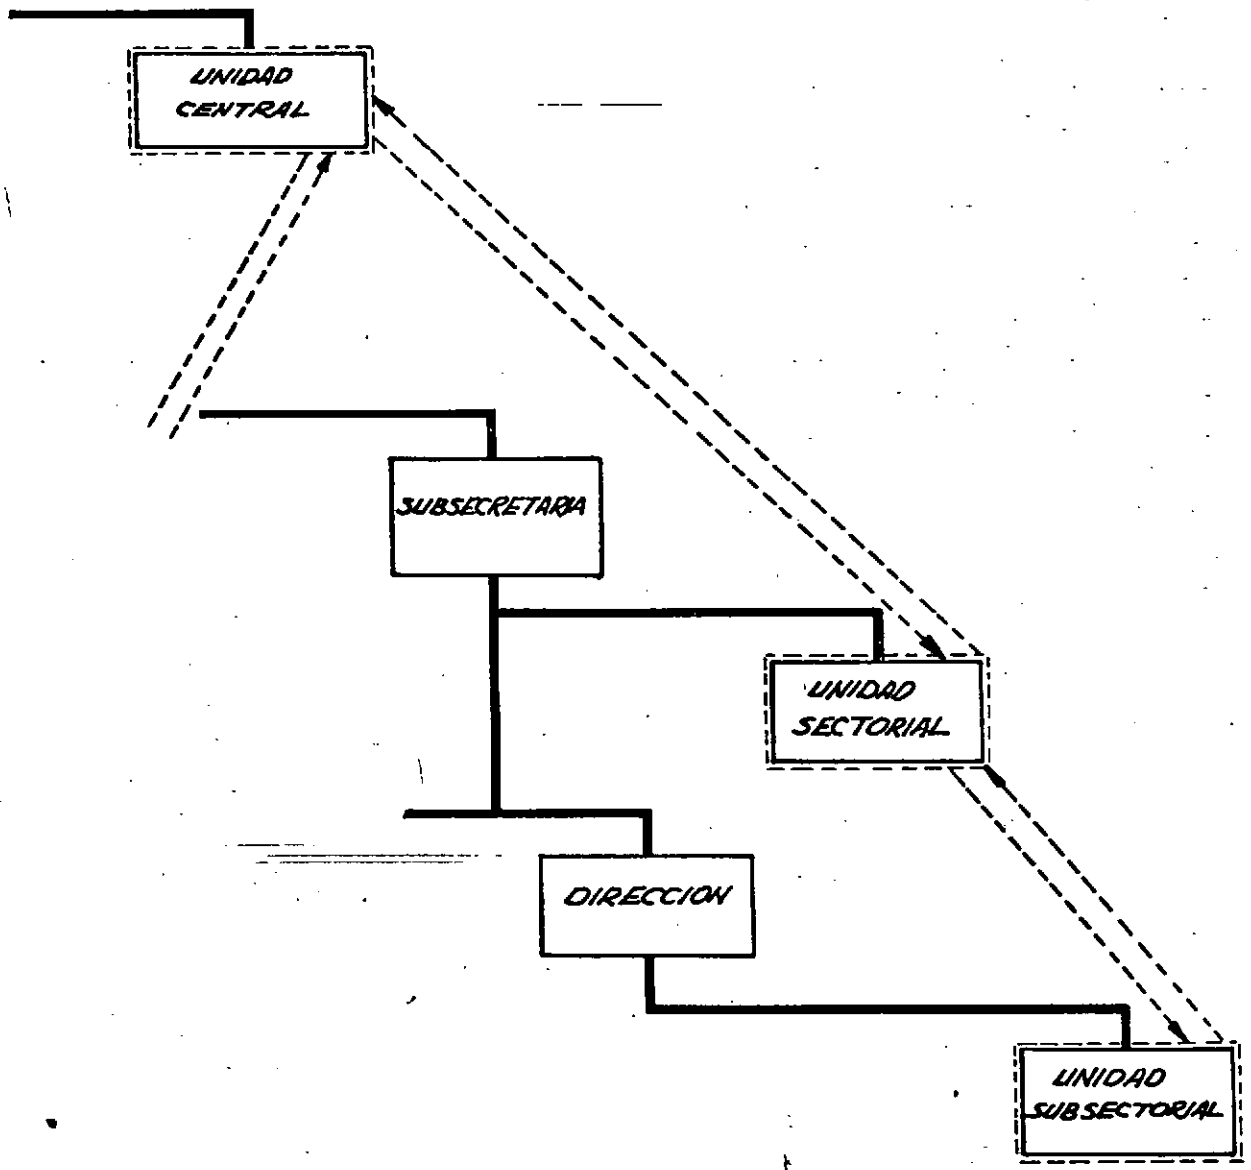 UNIDAD
CENTRAL
SUBSECRETARIA
UNIDAD
SECTORIAL
DIRECCION
UNIDAD
SUBSECTORIAL